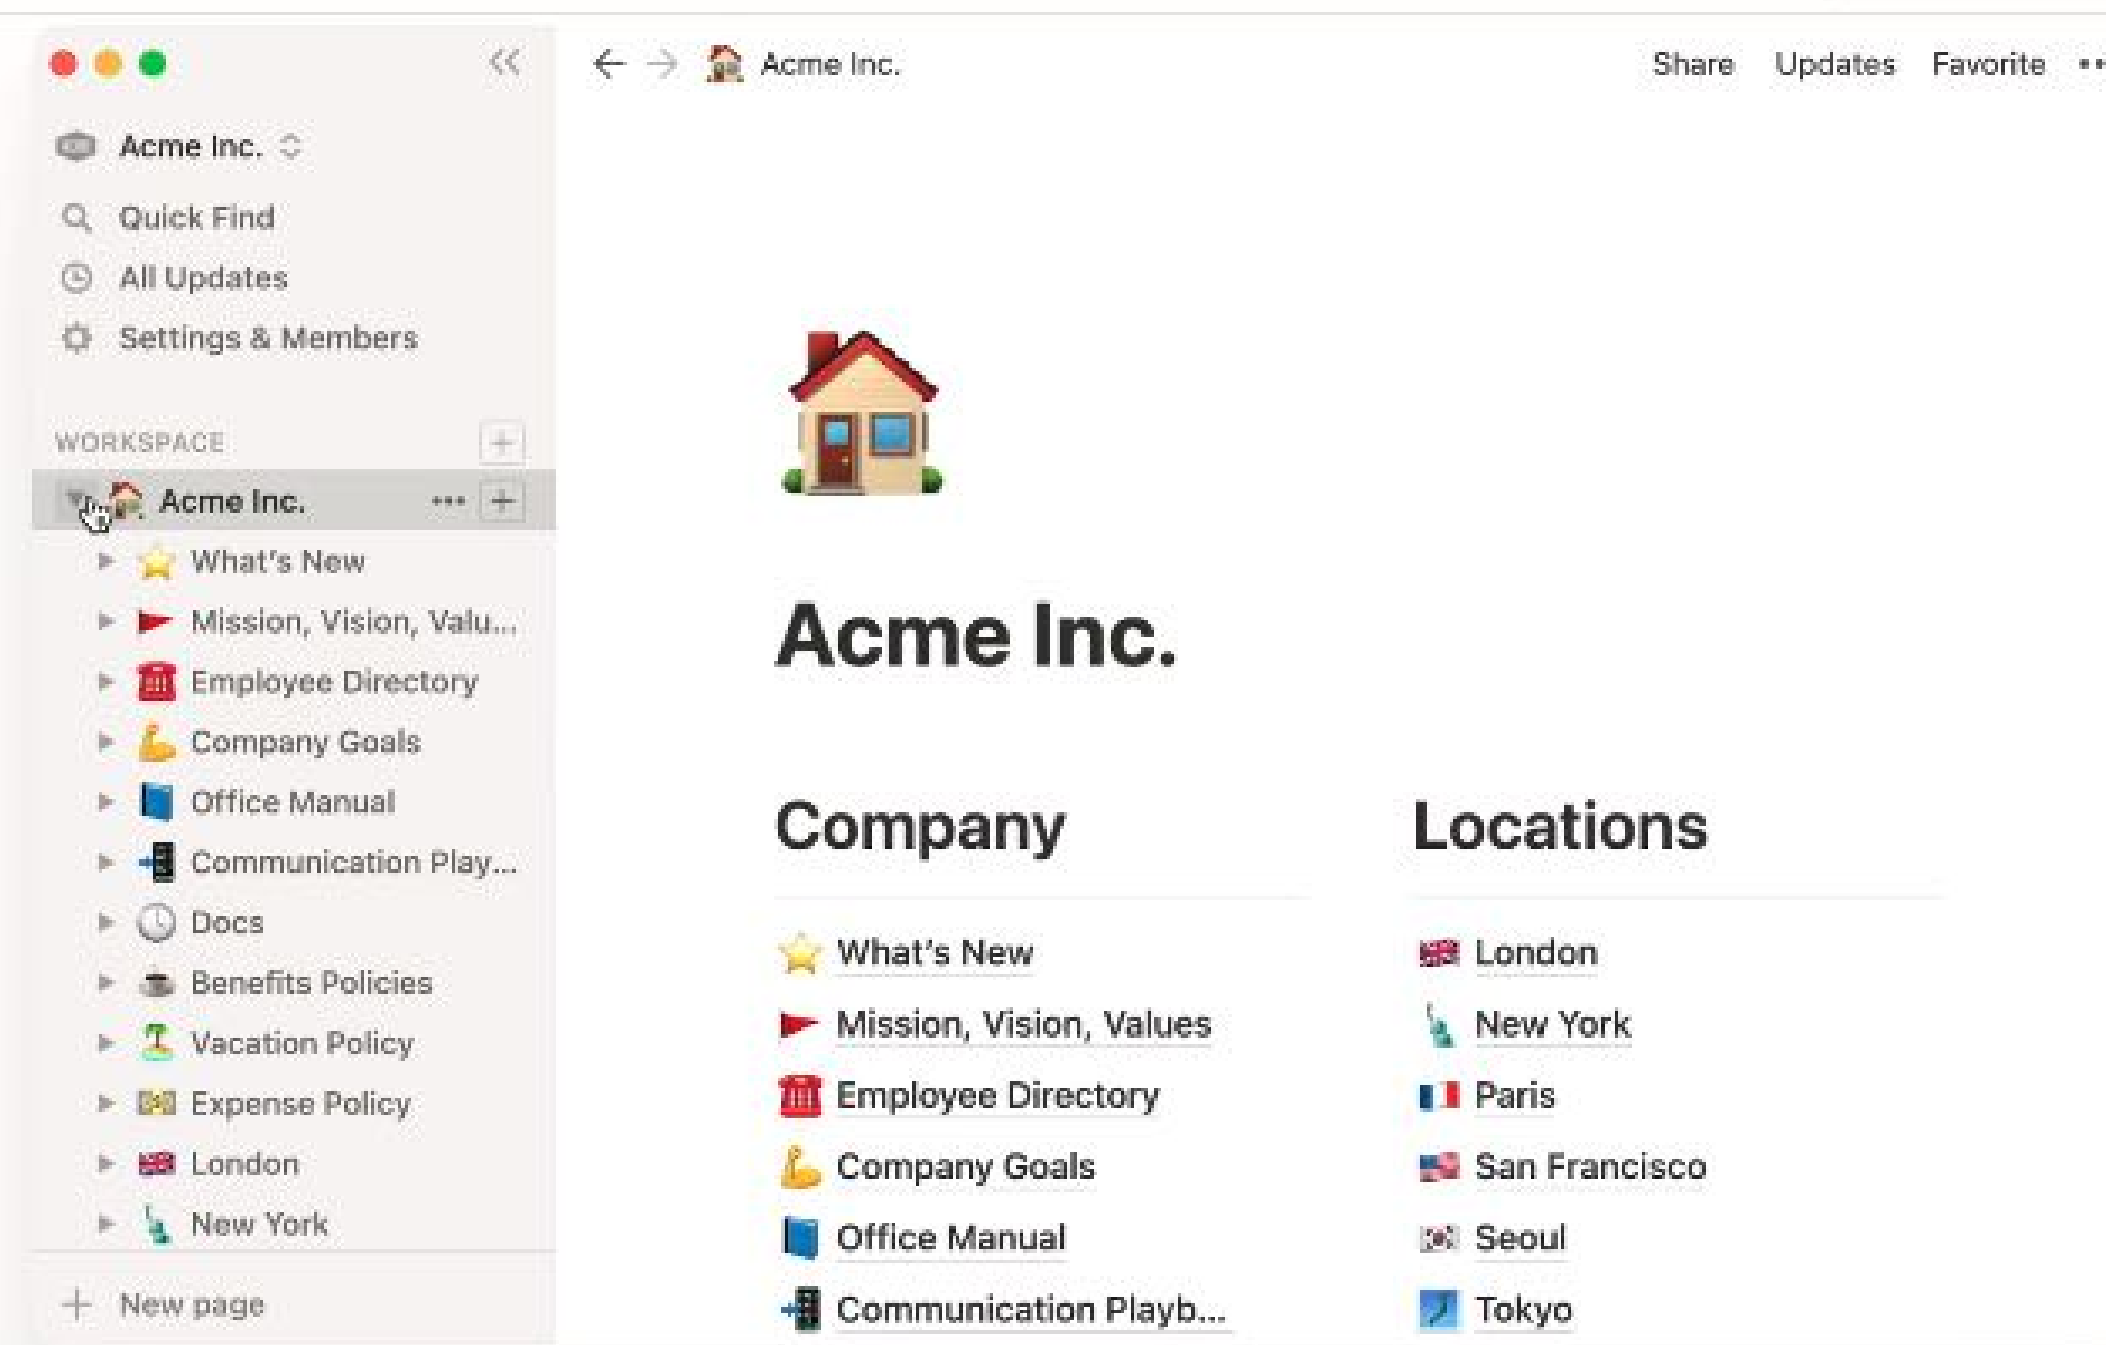 Acme Inc.
Quick Find
All Updates
Settings & Members
WORKSPACE
Acme Inc.
What's New
Mission, Vision, Valu...
Employee Directory
Company Goals
Office Manual
Communication Play...
Docs
Benefits Policies
Vacation Policy
Expense Policy
London
New York
New page
Acme Inc.
Share Updates Favorite
Acme Inc.
Company
What's New
Mission, Vision, Values
Employee Directory
Company Goals
Office Manual
Communication Playb...
Locations
London
New York
Paris
San Francisco
Seoul
Tokyo